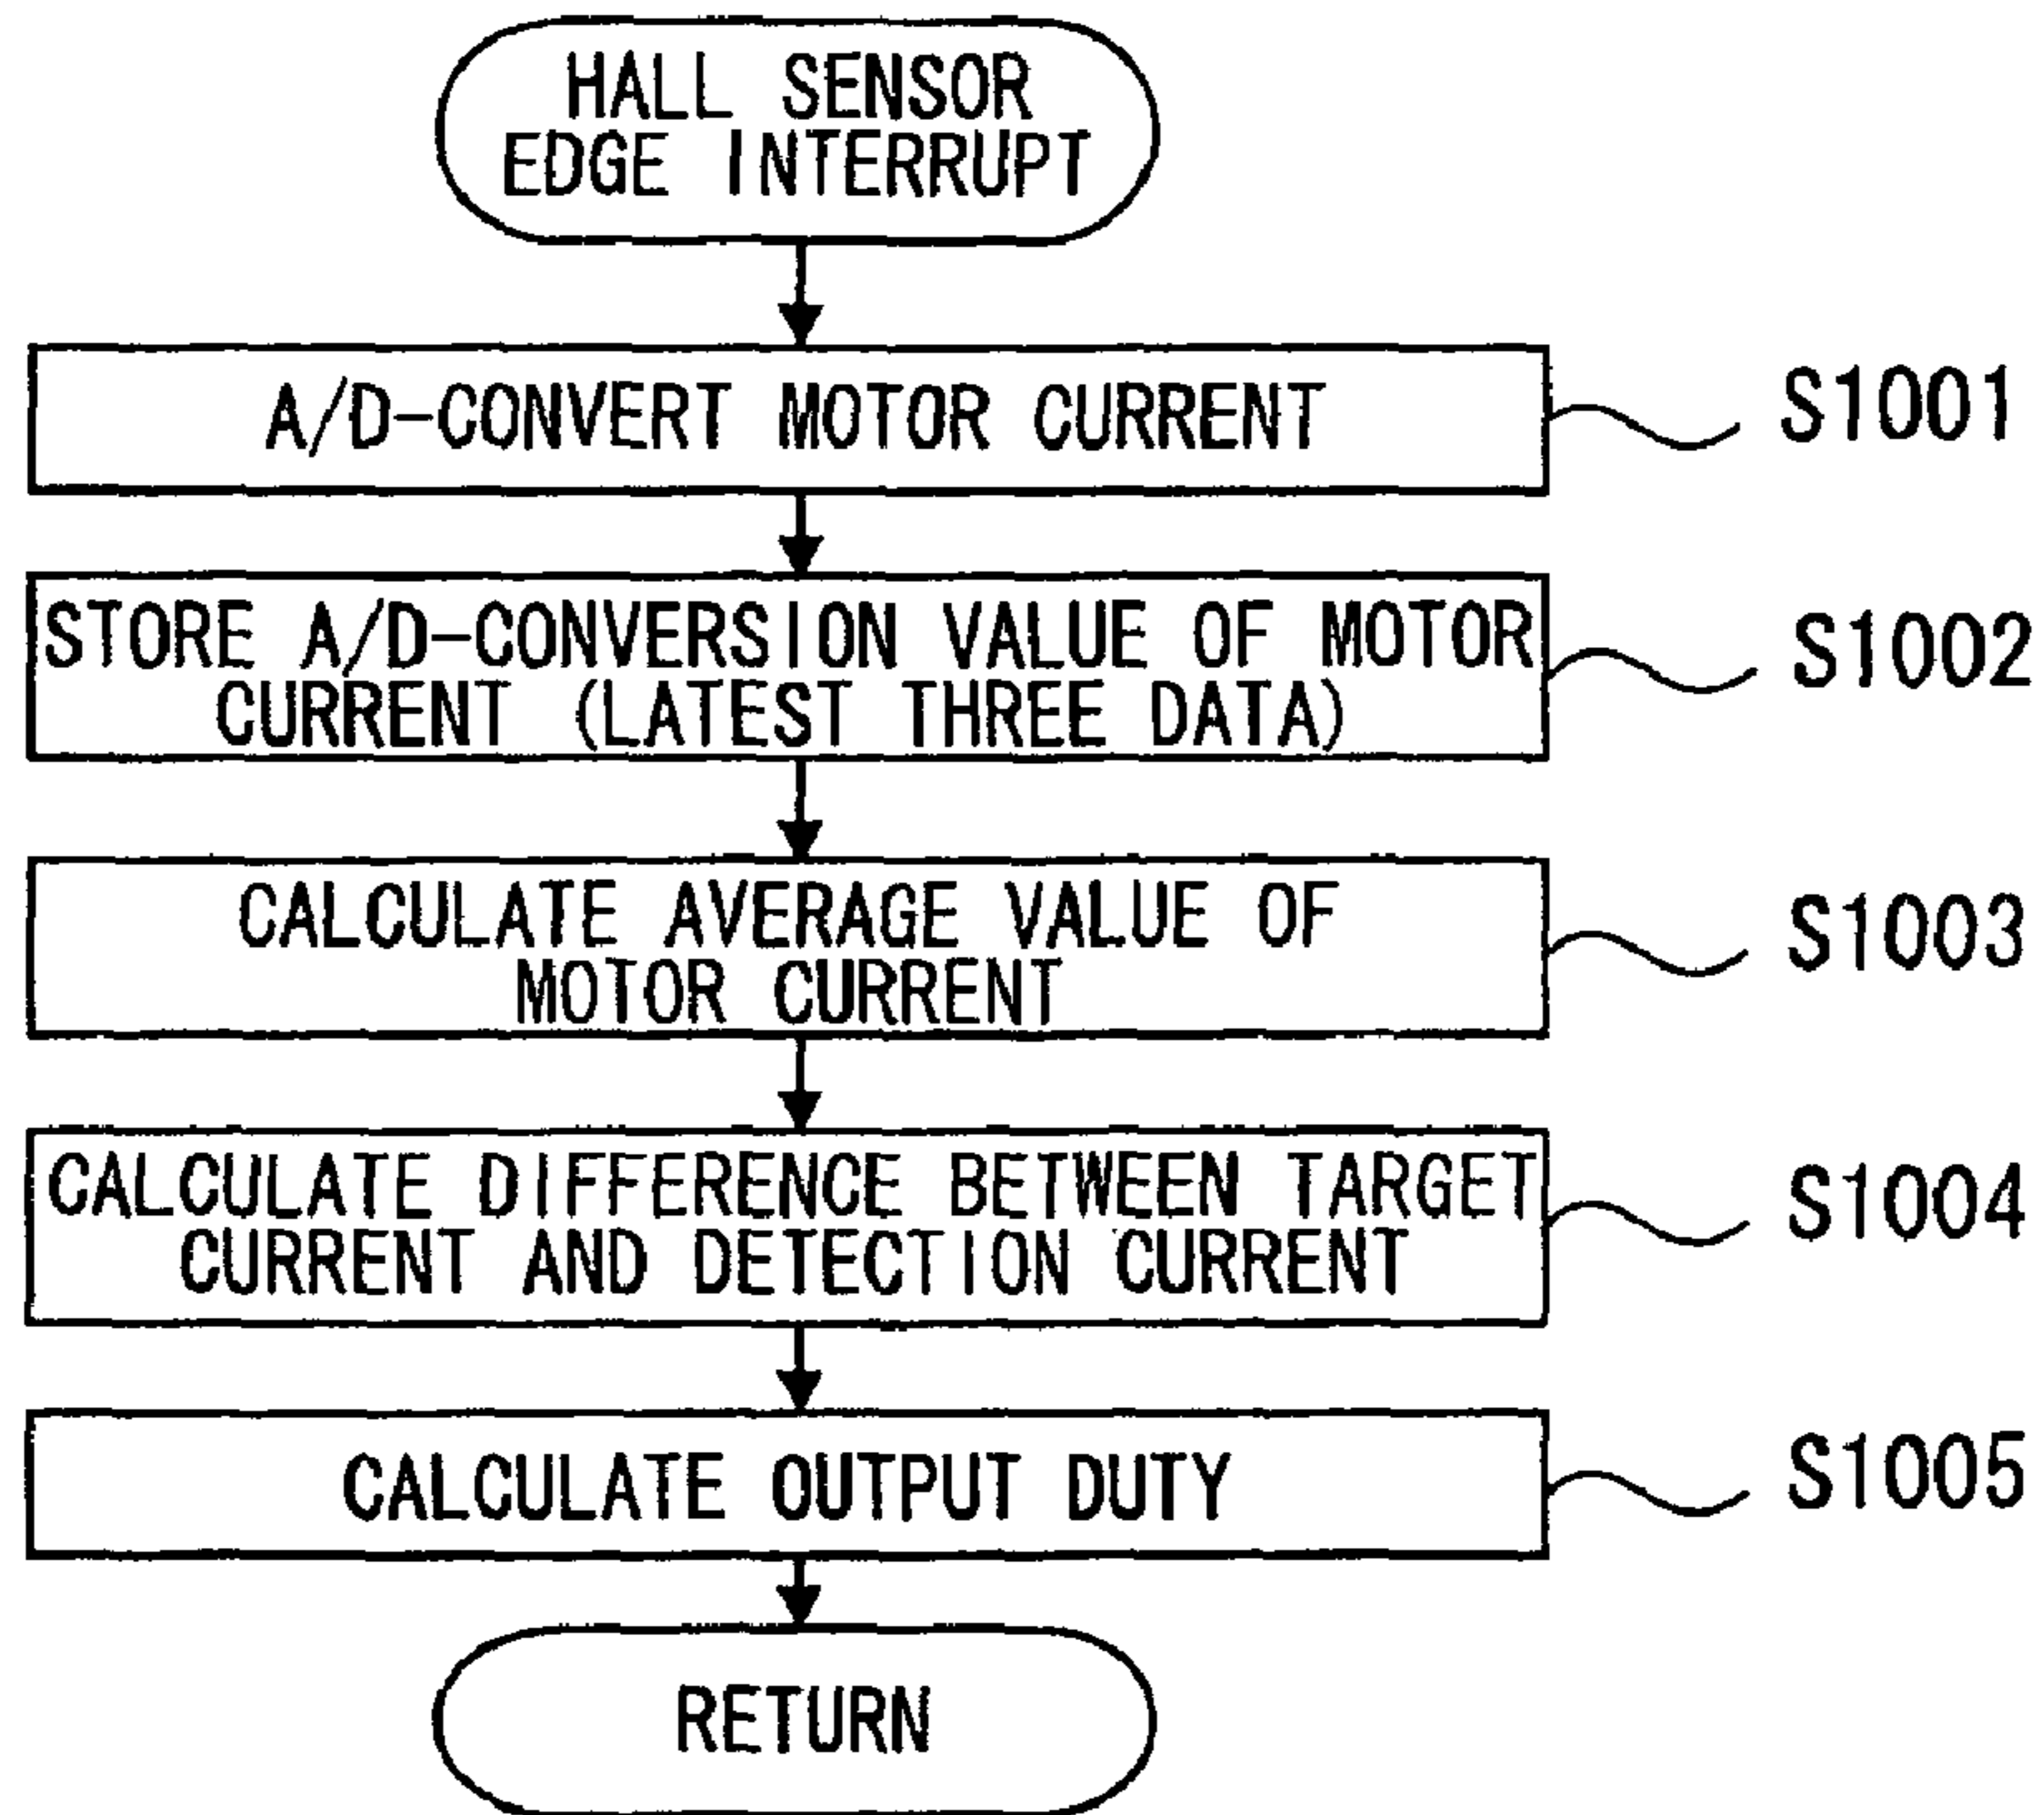 HALL SENSOR
EDGE INTERRUPT
A/D-CONVERT MOTOR CURRENT
S1001
STORE A/D-CONVERSION VALUE OF MOTOR
CURRENT (LATEST THREE DATA)
S1002
CALCULATE AVERAGE VALUE OF
MOTOR CURRENT
S1003
CALCULATE DIFFERENCE BETWEEN TARGET
CURRENT AND DETECTION CURRENT
S1004
CALCULATE OUTPUT DUTY
S1005
RETURN